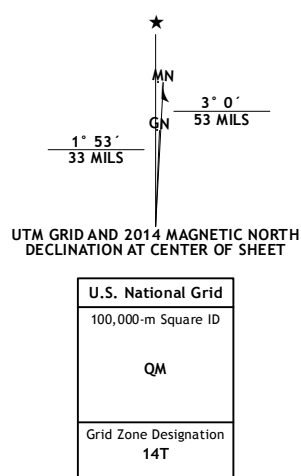 ★
MN
3° 0´
53 MILS
GN
1° 53´
33 MILS
UTM GRID AND 2014 MAGNETIC NORTH
DECLINATION AT CENTER OF SHEET
U.S. National Grid
100,000-m Square ID
QM
Grid Zone Designation
14T